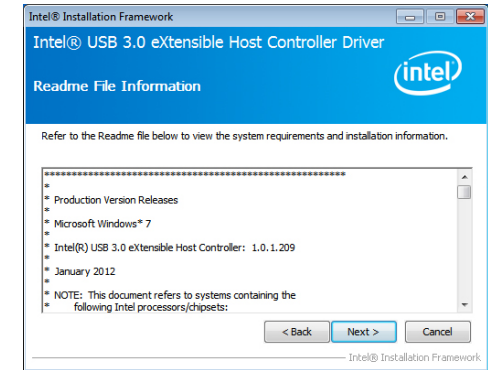 Intel® Installation Framework
Intel® USB 3.0 eXtensible Host Controller Driver
intel®
Readme File Information
Refer to the Readme file below to view the system requirements and installation information.
*******************************************************
*
* Production Version Releases
*
* Microsoft Windows* 7
*
* Intel(R) USB 3.0 eXtensible Host Controller: 1.0.1.209
*
* January 2012
*
* NOTE: This document refers to systems containing the
* following Intel processors/chipsets:
< Back Next > Cancel
Intel® Installation Framework